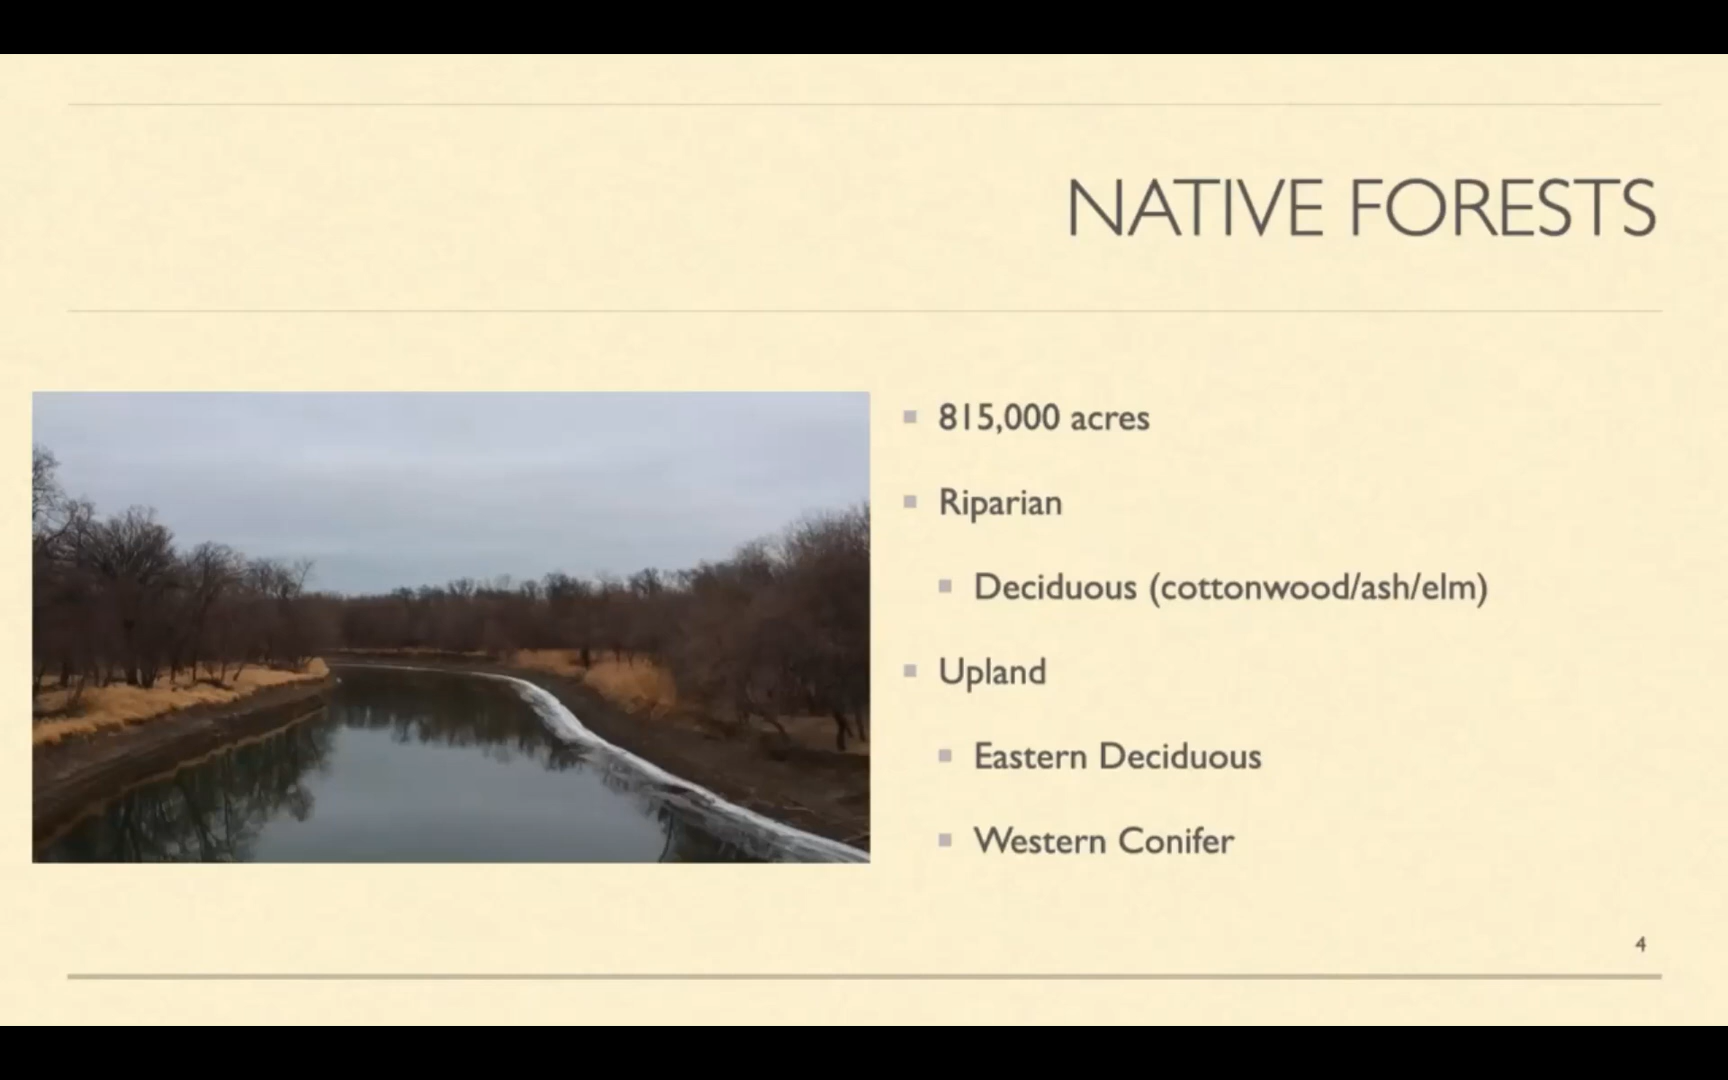 NATIVE FORESTS
815,000 acres
Riparian
Deciduous (cottonwood/ash/elm)
Upland
Eastern Deciduous
Western Conifer
4